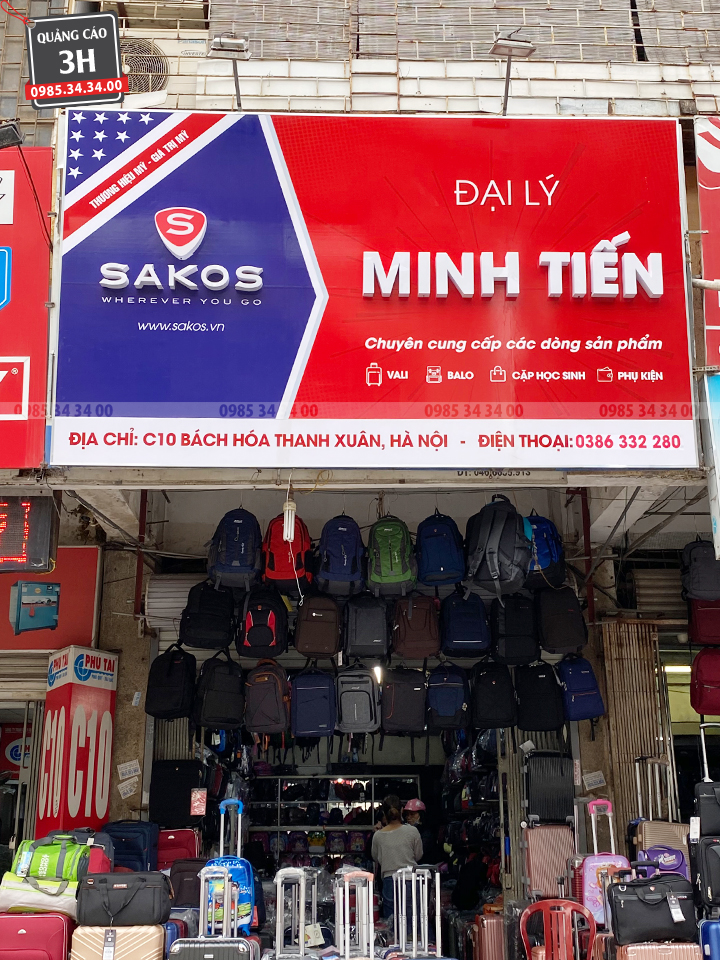 QUẢNG CÁO
3H
0985.34.34.00
THƯƠNG HIỆU MỸ - GIÁ TRỊ MỸ
S
SAKOS
WHEREVER YOU GO
www.sakos.vn
ĐẠI LÝ
MINH TIẾN
Chuyên cung cấp các dòng sản phẩm
VALI BALO CẶP HỌC SINH PHỤ KIỆN
0985 34 34 00 0985 34 34 00 0985 34 34 00 0985 34 34 00
ĐỊA CHỈ: C10 BÁCH HÓA THANH XUÂN, HÀ NỘI - ĐIỆN THOẠI: 0386 332 280
PHU TAI PHU TAI
C10 C10